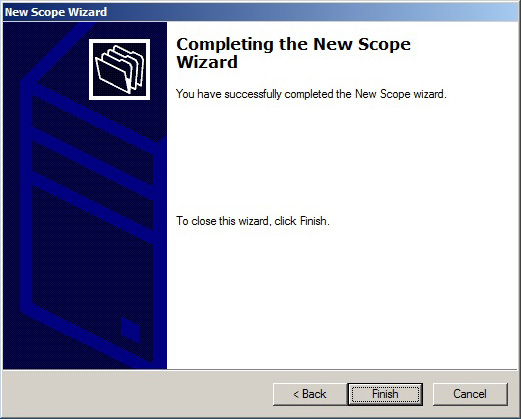 New Scope Wizard
Completing the New Scope
Wizard
You have successfully completed the New Scope wizard.
To close this wizard, click Finish.
< Back
Finish
Cancel